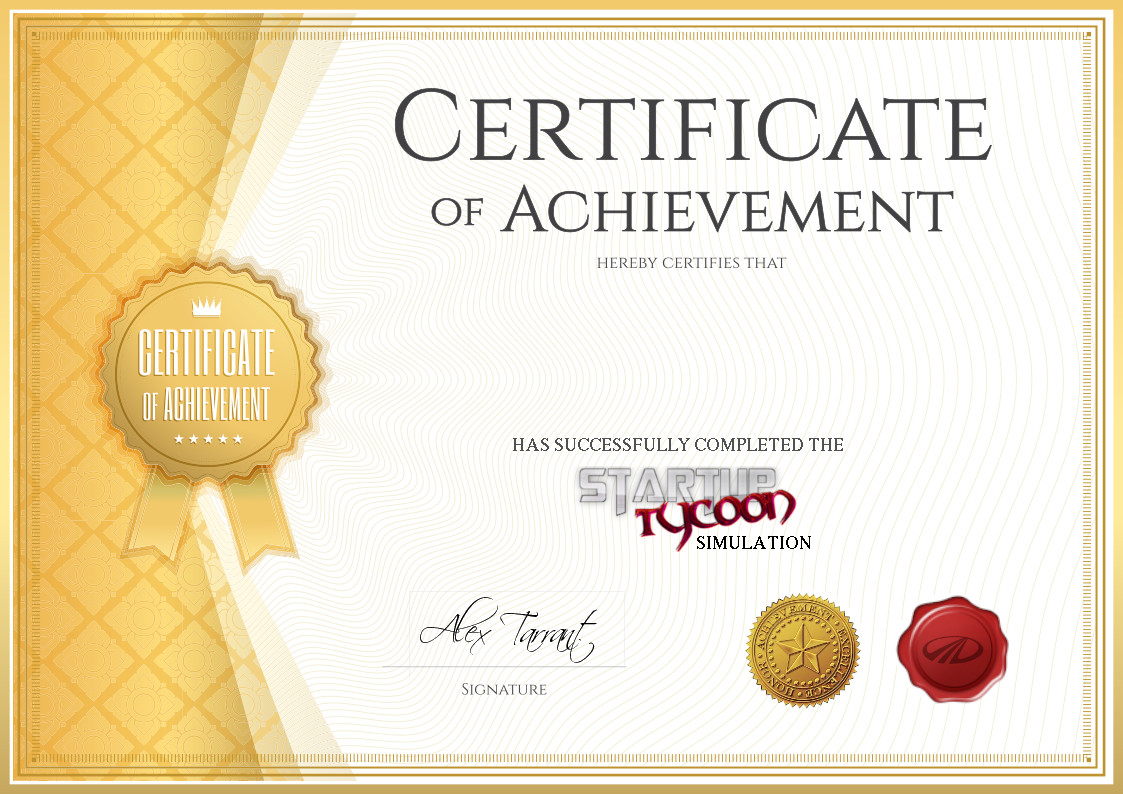 CERTIFICATE
OF ACHIEVEMENT
HEREBY CERTIFIES THAT
CERTIFICATE
OF ACHIEVEMENT
HAS SUCCESSFULLY COMPLETED THE
STARTUP
Tycoon
SIMULATION
Alex Tarrant
SIGNATURE
ACHIEVEMENT • EXCELLENCE • HONOR •